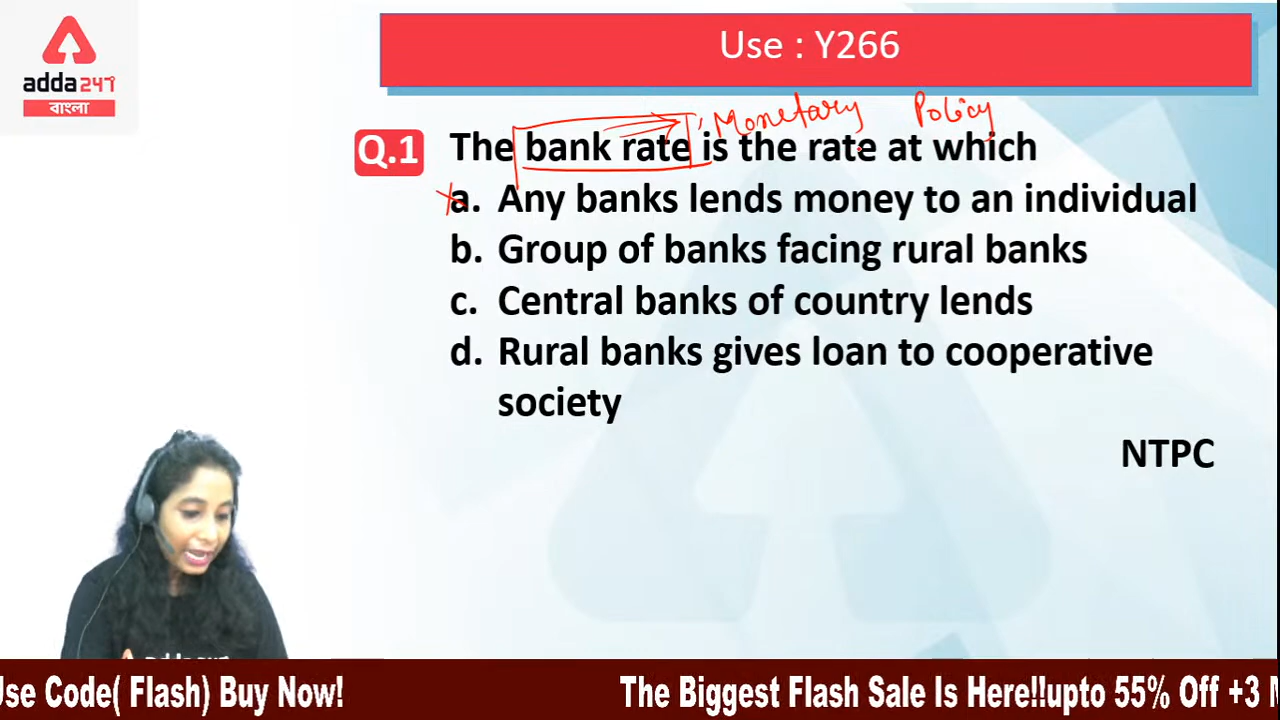 adda247
বাংলা
Use : Y266
Monetary Policy
Q.1 The bank rate is the rate at which
a. Any banks lends money to an individual
b. Group of banks facing rural banks
c. Central banks of country lends
d. Rural banks gives loan to cooperative
society
NTPC
Use Code( Flash) Buy Now! The Biggest Flash Sale Is Here!!upto 55% Off +3